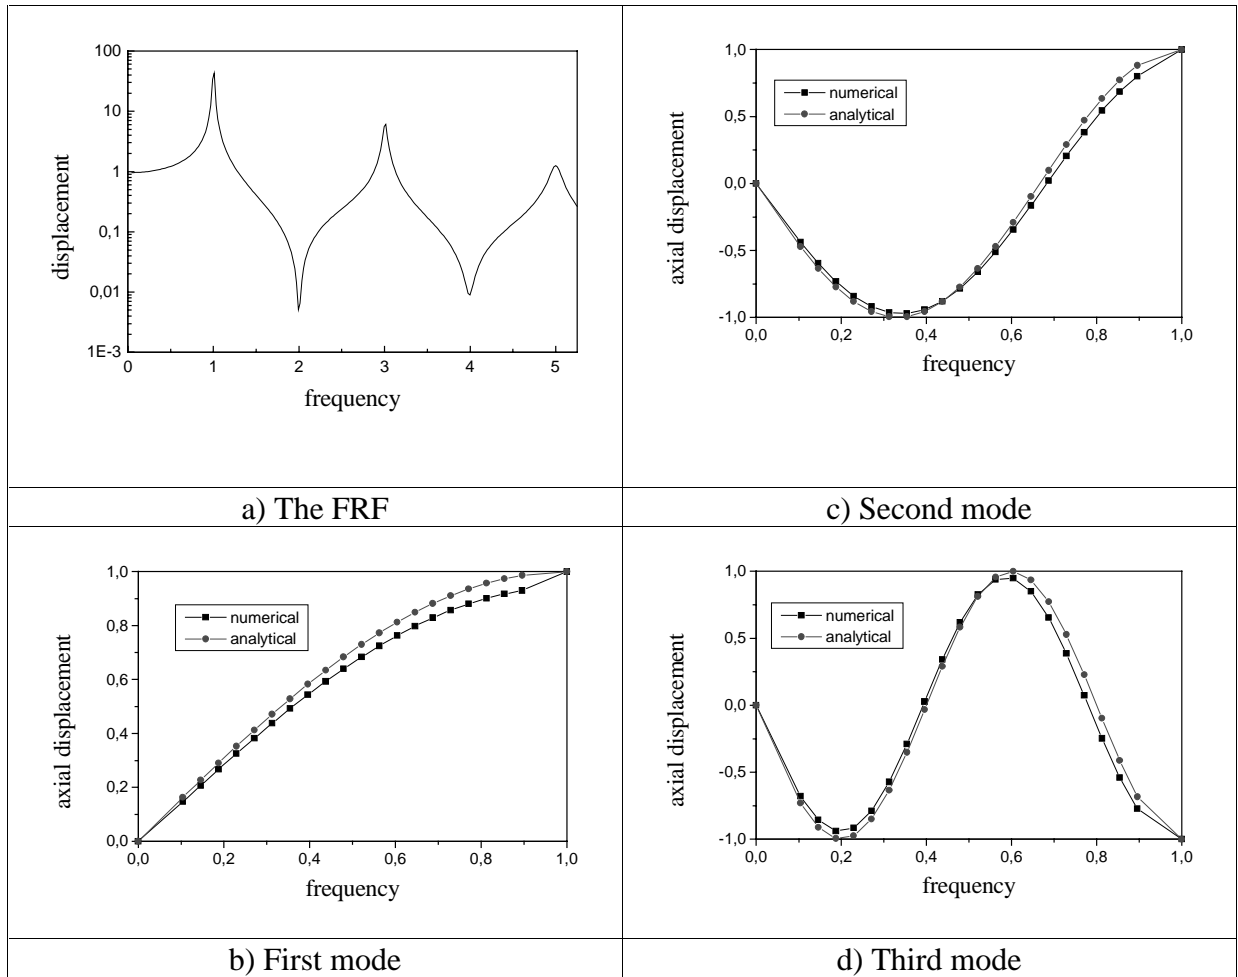 100
10
1
0,1
0,01
1E-3
0 1 2 3 4 5
displacement
frequency
a) The FRF
1,0
0,5
0,0
-0,5
-1,0
0,0 0,2 0,4 0,6 0,8 1,0
numerical
analytical
axial displacement
frequency
c) Second mode
1,0
0,8
0,6
0,4
0,2
0,0
0,0 0,2 0,4 0,6 0,8 1,0
numerical
analytical
axial displacement
frequency
b) First mode
1,0
0,5
0,0
-0,5
-1,0
0,0 0,2 0,4 0,6 0,8 1,0
numerical
analytical
axial displacement
frequency
d) Third mode